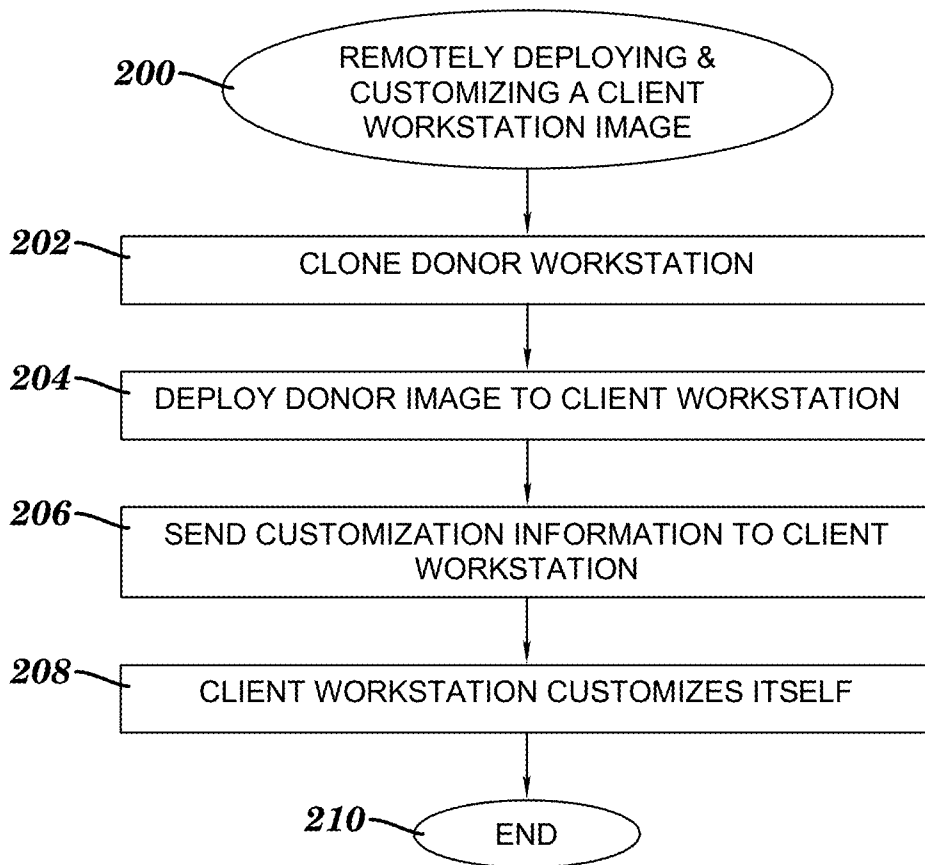 200
REMOTELY DEPLOYING &
CUSTOMIZING A CLIENT
WORKSTATION IMAGE
202
CLONE DONOR WORKSTATION
204
DEPLOY DONOR IMAGE TO CLIENT WORKSTATION
206
SEND CUSTOMIZATION INFORMATION TO CLIENT
WORKSTATION
208
CLIENT WORKSTATION CUSTOMIZES ITSELF
210
END